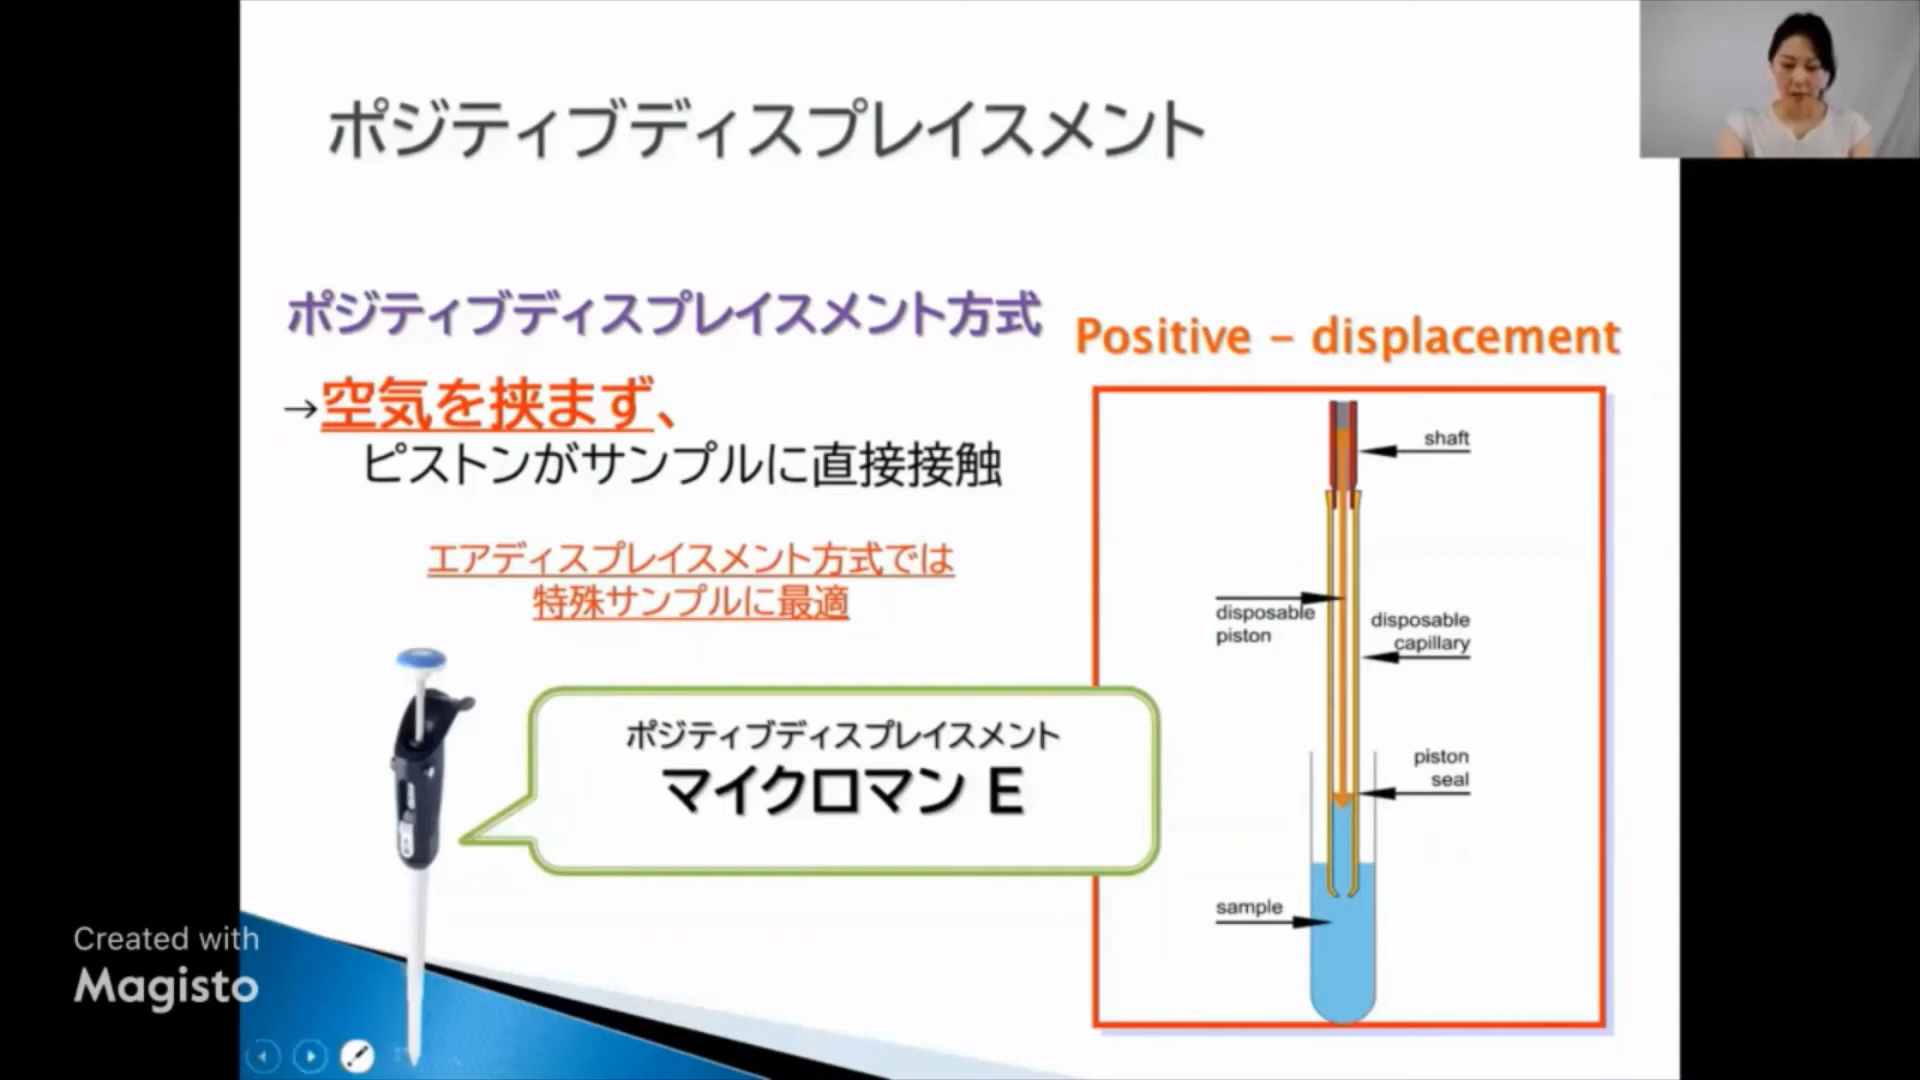 ポジティブディスプレイスメント
ポジティブディスプレイスメント方式
→空気を挟まず、
ピストンがサンプルに直接接触
エアディスプレイスメント方式では
特殊サンプルに最適
ポジティブディスプレイスメント
マイクロマン E
Positive – displacement
shaft
disposable
piston
disposable
capillary
piston
seal
sample
Created with
Magisto